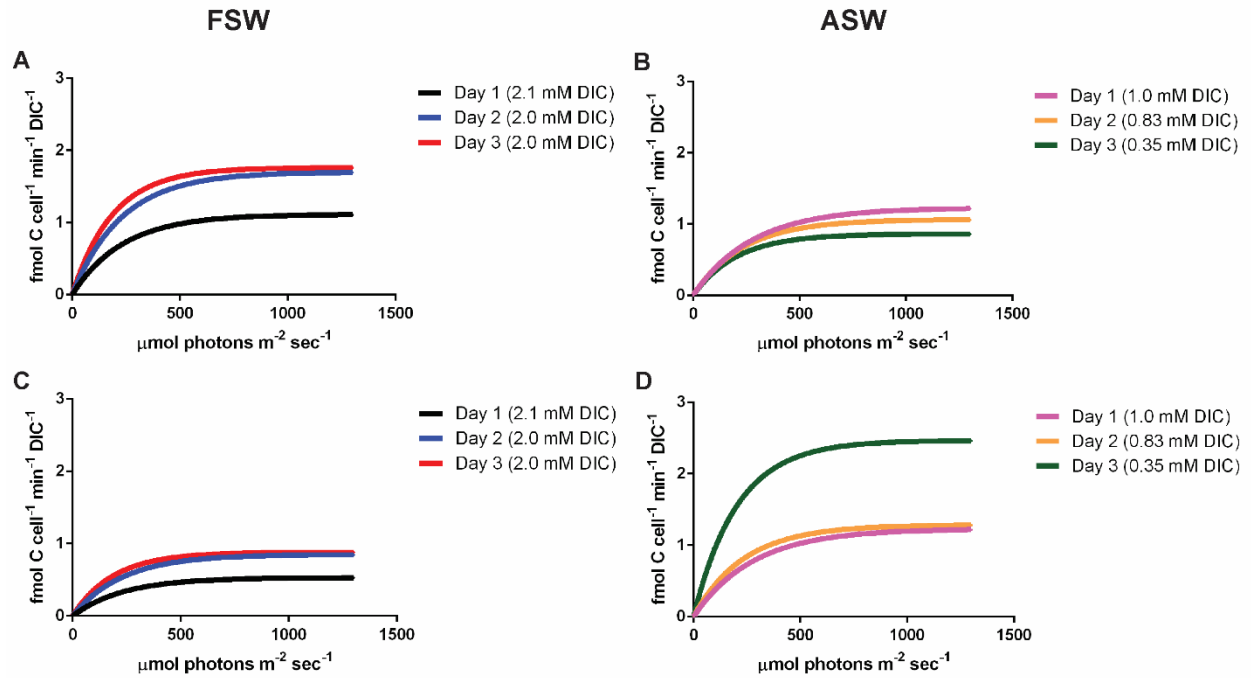 FSW
ASW
A
fmol C cell⁻¹ min⁻¹ DIC⁻¹
3
2
1
0
0 500 1000 1500
μmol photons m⁻² sec⁻¹
Day 1 (2.1 mM DIC)
Day 2 (2.0 mM DIC)
Day 3 (2.0 mM DIC)
B
fmol C cell⁻¹ min⁻¹ DIC⁻¹
3
2
1
0
0 500 1000 1500
μmol photons m⁻² sec⁻¹
Day 1 (1.0 mM DIC)
Day 2 (0.83 mM DIC)
Day 3 (0.35 mM DIC)
C
fmol C cell⁻¹ min⁻¹ DIC⁻¹
3
2
1
0
0 500 1000 1500
μmol photons m⁻² sec⁻¹
Day 1 (2.1 mM DIC)
Day 2 (2.0 mM DIC)
Day 3 (2.0 mM DIC)
D
fmol C cell⁻¹ min⁻¹ DIC⁻¹
3
2
1
0
0 500 1000 1500
μmol photons m⁻² sec⁻¹
Day 1 (1.0 mM DIC)
Day 2 (0.83 mM DIC)
Day 3 (0.35 mM DIC)